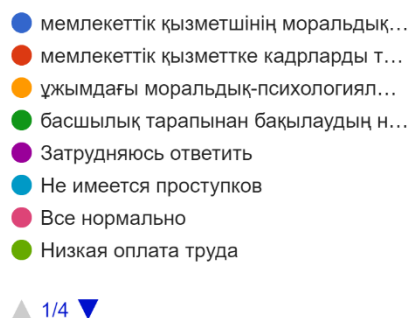 мемлекеттік қызметшінің моральдық…
мемлекеттік қызметтке кадрларды т…
ұжымдағы моральдық-психологиял…
басшылық тарапынан бақылаудың н…
Затрудняюсь ответить
Не имеется проступков
Все нормально
Низкая оплата труда
1/4